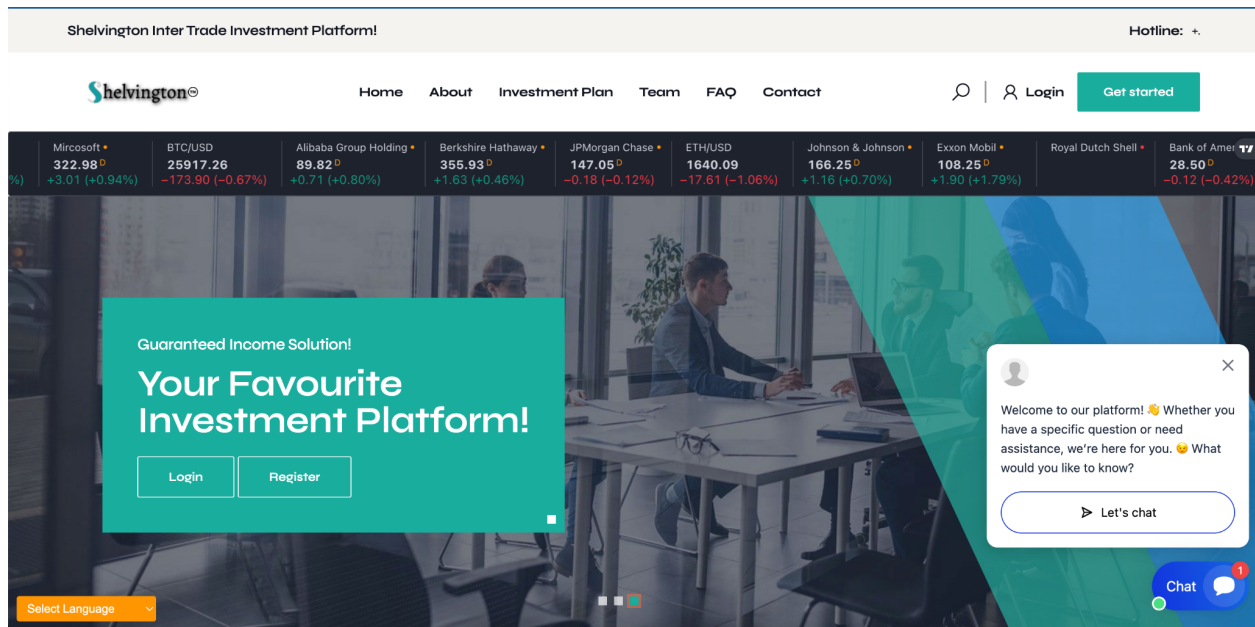 Shelvington Inter Trade Investment Platform!
Hotline: +.
Shelvington
Home About Investment Plan Team FAQ Contact
Login
Get started
%)
Mircosoft
322.98 D
+3.01 (+0.94%)
BTC/USD
25917.26
−173.90 (−0.67%)
Alibaba Group Holding
89.82 D
+0.71 (+0.80%)
Berkshire Hathaway
355.93 D
+1.63 (+0.46%)
JPMorgan Chase
147.05 D
−0.18 (−0.12%)
ETH/USD
1640.09
−17.61 (−1.06%)
Johnson & Johnson
166.25 D
+1.16 (+0.70%)
Exxon Mobil
108.25 D
+1.90 (+1.79%)
Royal Dutch Shell
Bank of Amer
28.50 D
−0.12 (−0.42%)
Guaranteed Income Solution!
Your Favourite
Investment Platform!
Login
Register
Welcome to our platform! 👋 Whether you
have a specific question or need
assistance, we're here for you. 😉 What
would you like to know?
Let's chat
Chat
1
Select Language